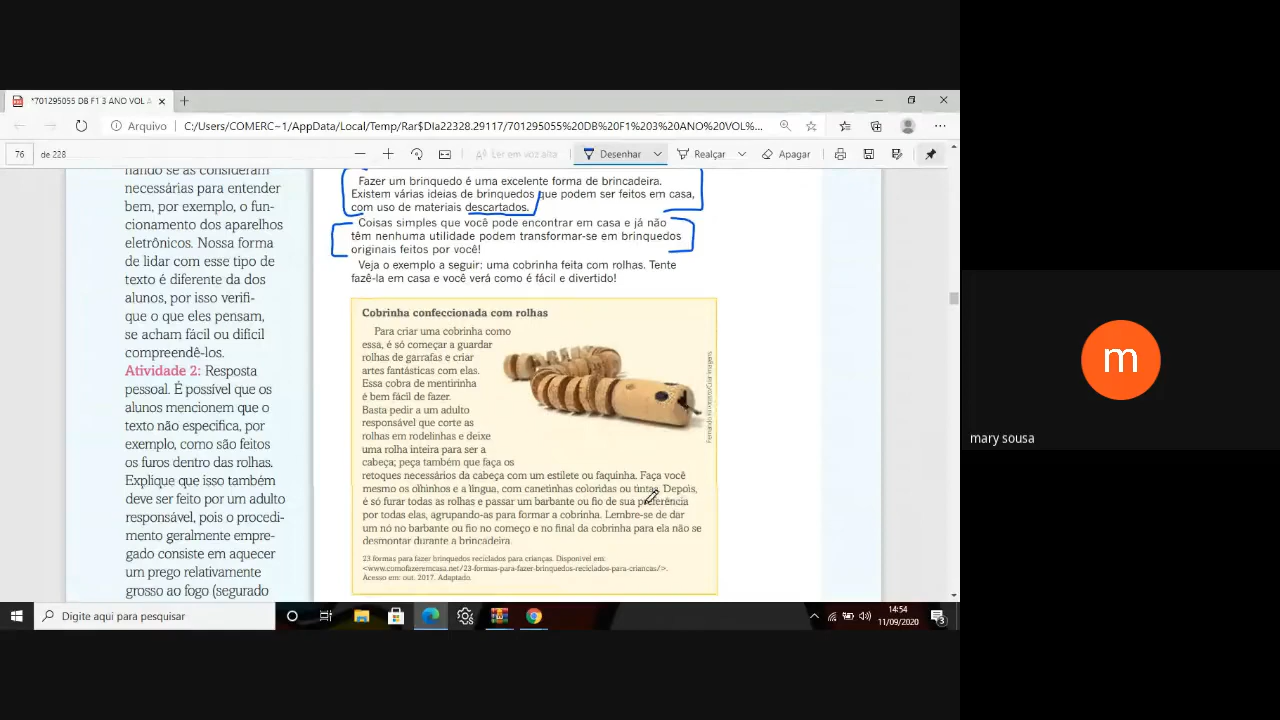 *701295055 DB F1 3 ANO VOL
Arquivo
C:/Users/COMERC~1/AppData/Local/Temp/Rar$DIa22328.29117/701295055%20DB%20F1%203%20ANO%20VOL%...
76
de 228
Ler em voz alta
Desenhar
Realçar
Apagar
nando se as consideram
necessárias para entender
bem, por exemplo, o fun-
cionamento dos aparelhos
eletrônicos. Nossa forma
de lidar com esse tipo de
texto é diferente da dos
alunos, por isso verifi-
que o que eles pensam,
se acham fácil ou difícil
compreendê-los.
Atividade 2: Resposta
pessoal. É possível que os
alunos mencionem que o
texto não especifica, por
exemplo, como são feitos
os furos dentro das rolhas.
Explique que isso também
deve ser feito por um adulto
responsável, pois o procedi-
mento geralmente empre-
gado consiste em aquecer
um prego relativamente
grosso ao fogo (segurado
Fazer um brinquedo é uma excelente forma de brincadeira.
Existem várias ideias de brinquedos que podem ser feitos em casa,
com uso de materiais descartados.
Coisas simples que você pode encontrar em casa e já não
têm nenhuma utilidade podem transformar-se em brinquedos
originais feitos por você!
Veja o exemplo a seguir: uma cobrinha feita com rolhas. Tente
fazê-la em casa e você verá como é fácil e divertido!
Cobrinha confeccionada com rolhas
Para criar uma cobrinha como
essa, é só começar a guardar
rolhas de garrafas e criar
artes fantásticas com elas.
Essa cobra de mentirinha
é bem fácil de fazer.
Basta pedir a um adulto
responsável que corte as
rolhas em rodelinhas e deixe
uma rolha inteira para ser a
cabeça; peça também que faça os
retoques necessários da cabeça com um estilete ou faquinha. Faça você
mesmo os olhinhos e a língua, com canetinhas coloridas ou tintas. Depois,
é só furar todas as rolhas e passar um barbante ou fio de sua preferência
por todas elas, agrupando-as para formar a cobrinha. Lembre-se de dar
um nó no barbante ou fio no começo e no final da cobrinha para ela não se
desmontar durante a brincadeira.
23 formas para fazer brinquedos reciclados para crianças. Disponível em:
<www.comofazeremcasa.net/23-formas-para-fazer-brinquedos-reciclados-para-criancas/>.
Acesso em: out. 2017. Adaptado.
m
mary sousa
Digite aqui para pesquisar
14:54
11/09/2020
3